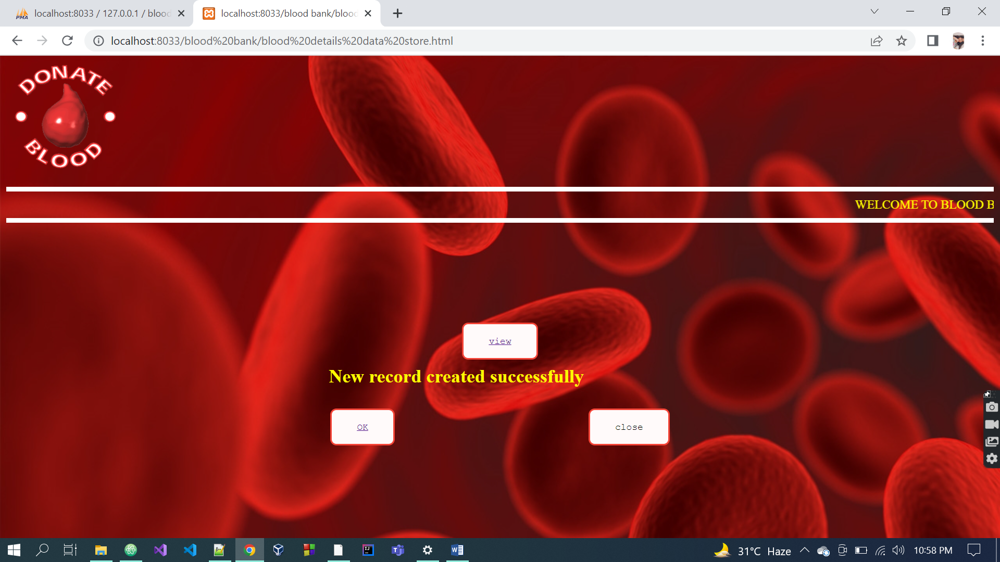 localhost:8033 / 127.0.0.1 / blood
localhost:8033/blood bank/blood
localhost:8033/blood%20bank/blood%20details%20data%20store.html
DONATE
BLOOD
WELCOME TO BLOOD B
view
New record created successfully
OK
close
31°C Haze
10:58 PM